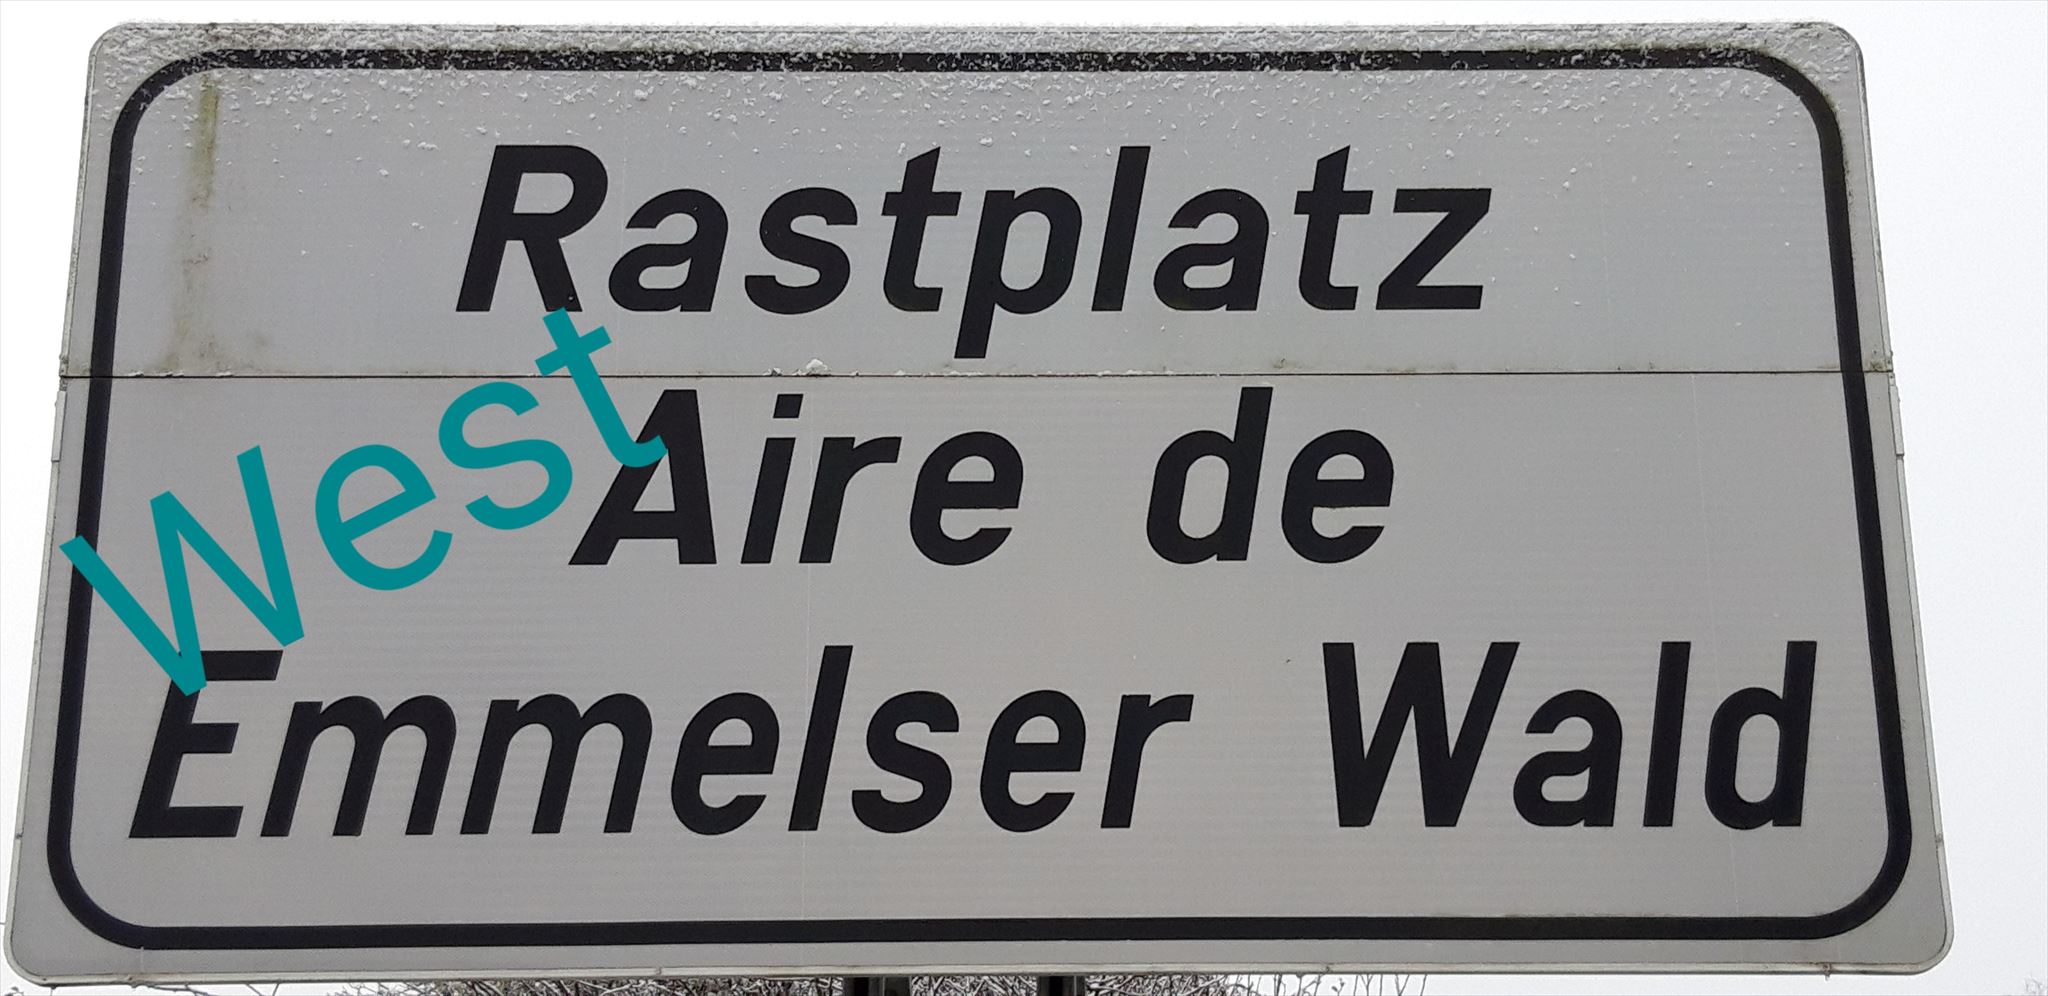 Rastplatz
West
Aire de
Emmelser Wald